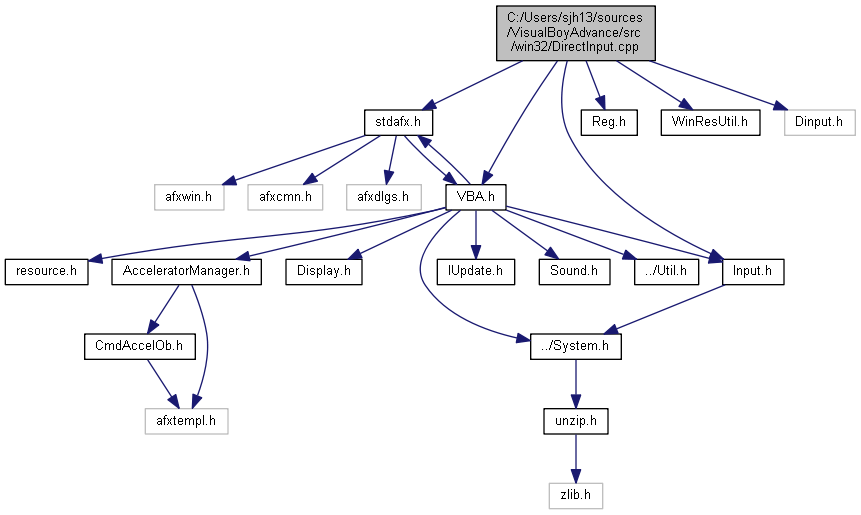 C:/Users/sjh13/sources
/VisualBoyAdvance/src
/win32/DirectInput.cpp
stdafx.h
Reg.h
WinResUtil.h
Dinput.h
afxwin.h
afxcmn.h
afxdlgs.h
VBA.h
resource.h
AcceleratorManager.h
Display.h
IUpdate.h
Sound.h
../Util.h
Input.h
CmdAccelOb.h
../System.h
afxtempl.h
unzip.h
zlib.h